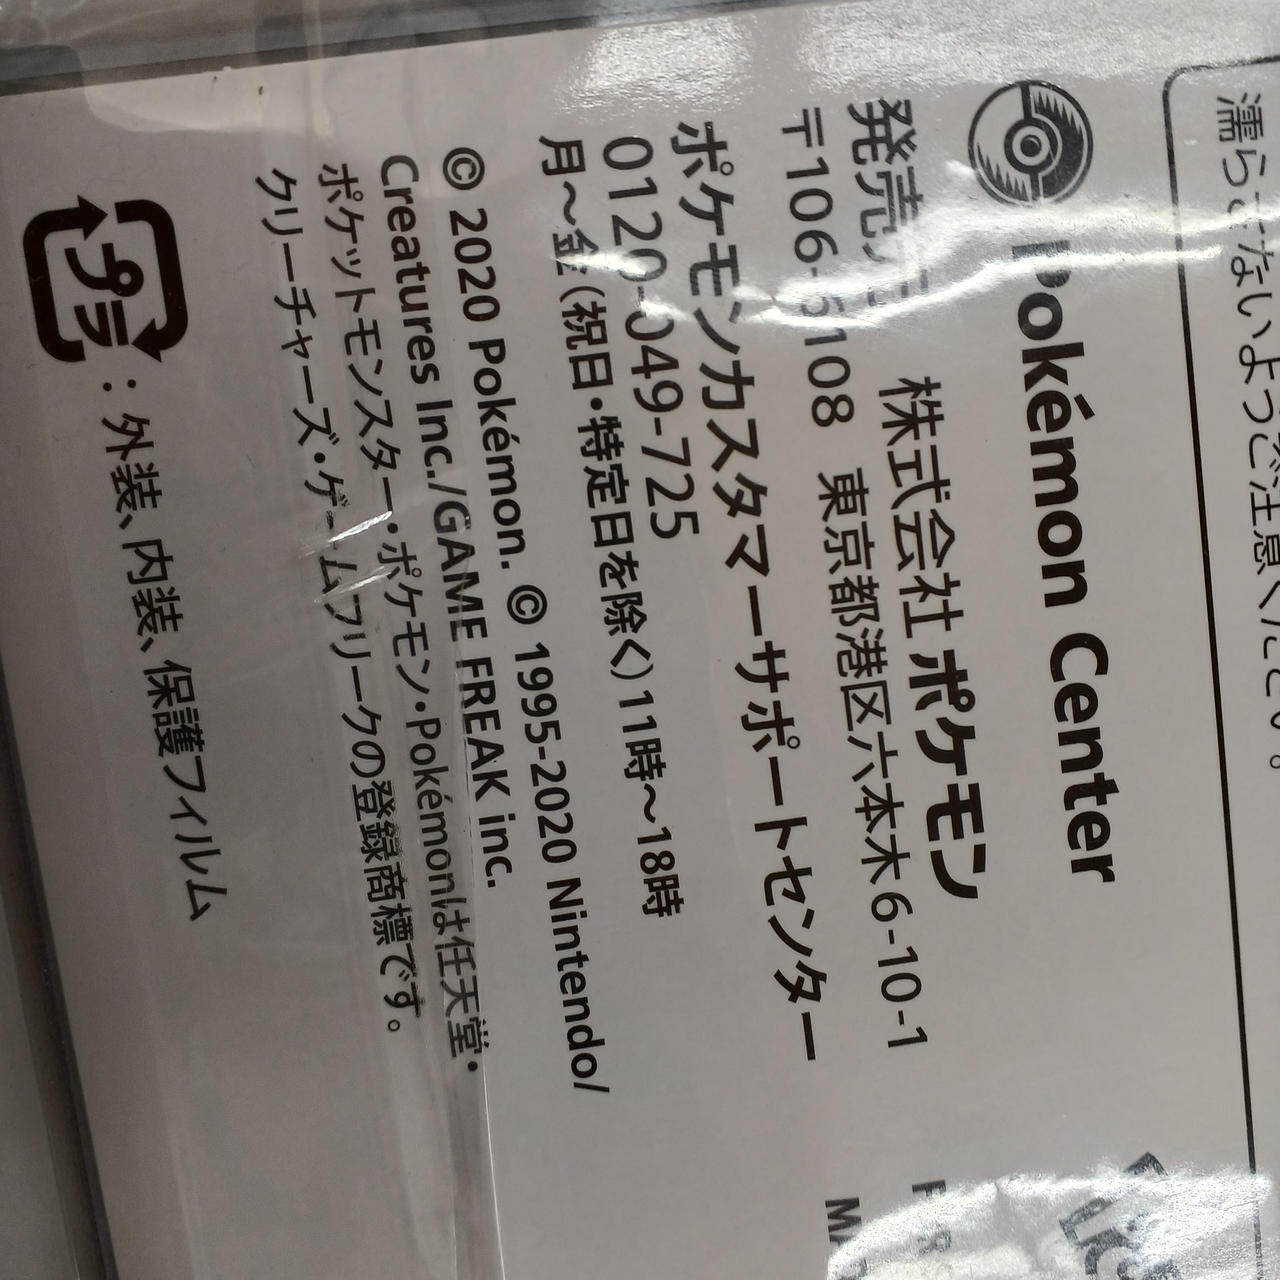 濡らさないようご注意ください。
Pokémon Center
発売元 株式会社ポケモン
〒106-6108 東京都港区六本木6-10-1
ポケモンカスタマーサポートセンター
0120-049-725
月～金(祝日・特定日を除く)11時～18時
© 2020 Pokémon. © 1995-2020 Nintendo/
Creatures Inc./GAME FREAK inc.
ポケットモンスター・ポケモン・Pokémonは任天堂・
クリーチャーズ・ゲームフリークの登録商標です。
プラ : 外装、内装、保護フィルム